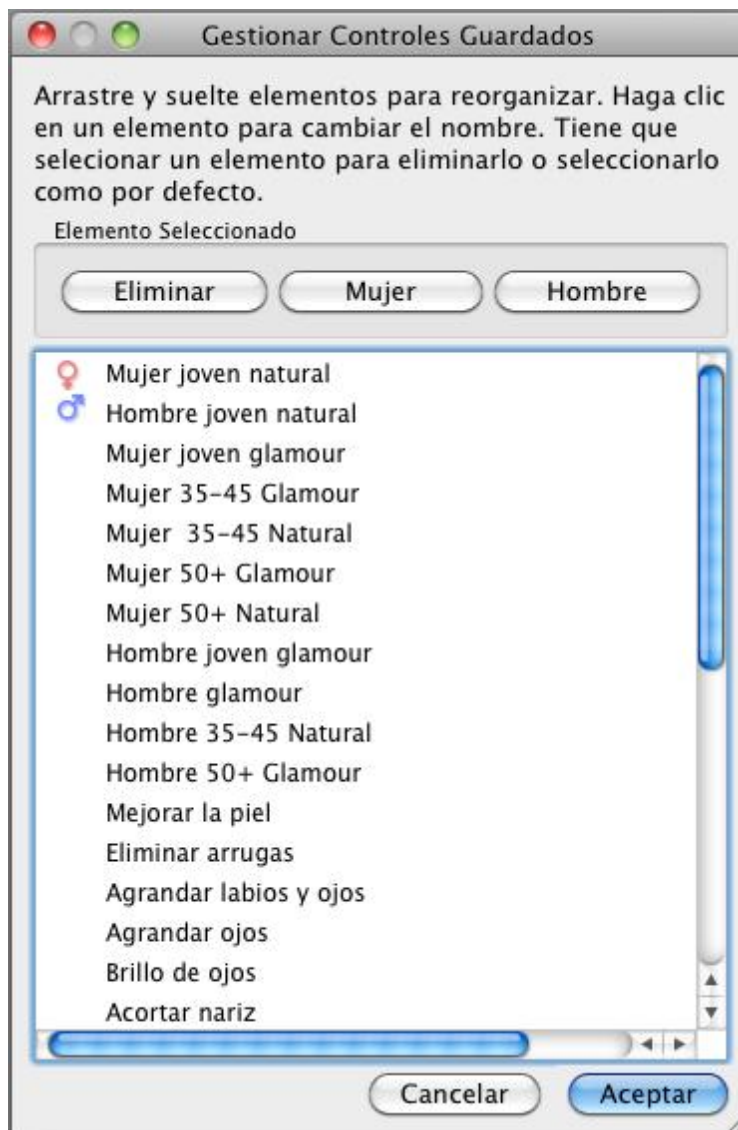 Gestionar Controles Guardados
Arrastre y suelte elementos para reorganizar. Haga clic
en un elemento para cambiar el nombre. Tiene que
selecionar un elemento para eliminarlo o seleccionarlo
como por defecto.
Elemento Seleccionado
Eliminar Mujer Hombre
Mujer joven natural
Hombre joven natural
Mujer joven glamour
Mujer 35-45 Glamour
Mujer  35-45 Natural
Mujer 50+ Glamour
Mujer 50+ Natural
Hombre joven glamour
Hombre glamour
Hombre 35-45 Natural
Hombre 50+ Glamour
Mejorar la piel
Eliminar arrugas
Agrandar labios y ojos
Agrandar ojos
Brillo de ojos
Acortar nariz
Cancelar Aceptar